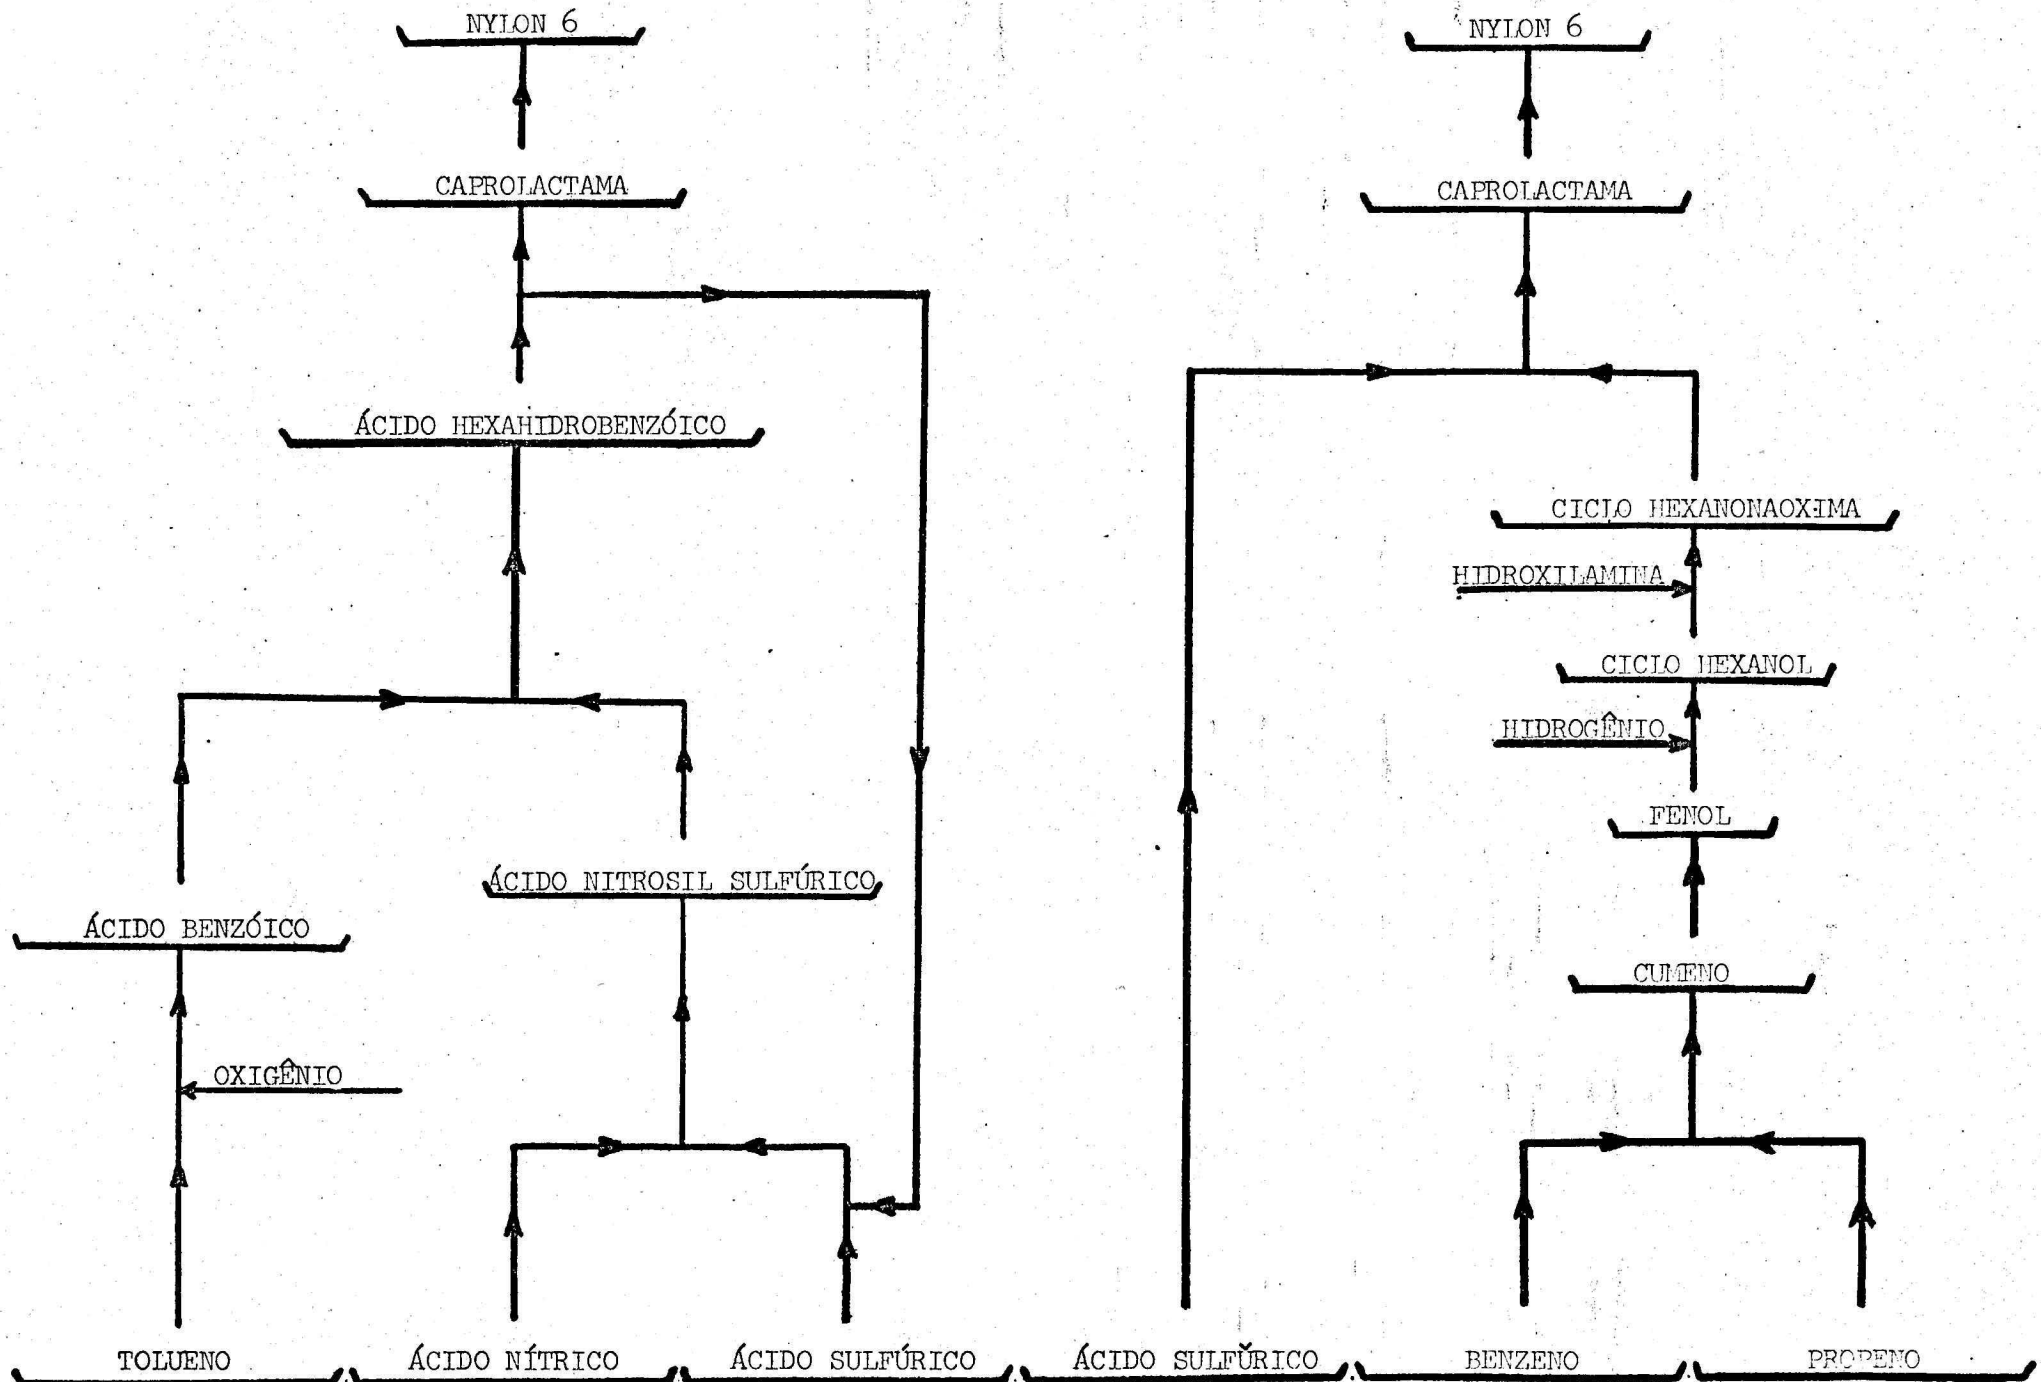 NYLON 6
CAPROLACTAMA
ÁCIDO HEXAHIDROBENZÓICO
ÁCIDO NITROSIL SULFÚRICO
ÁCIDO BENZÓICO
OXIGÊNIO
TOLUENO
ÁCIDO NÍTRICO
ÁCIDO SULFÚRICO
NYLON 6
CAPROLACTAMA
CICLO HEXANONAOXIMA
HIDROXILAMINA
CICLO HEXANOL
HIDROGÊNIO
FENOL
CUMENO
ÁCIDO SULFÚRICO
BENZENO
PROPENO